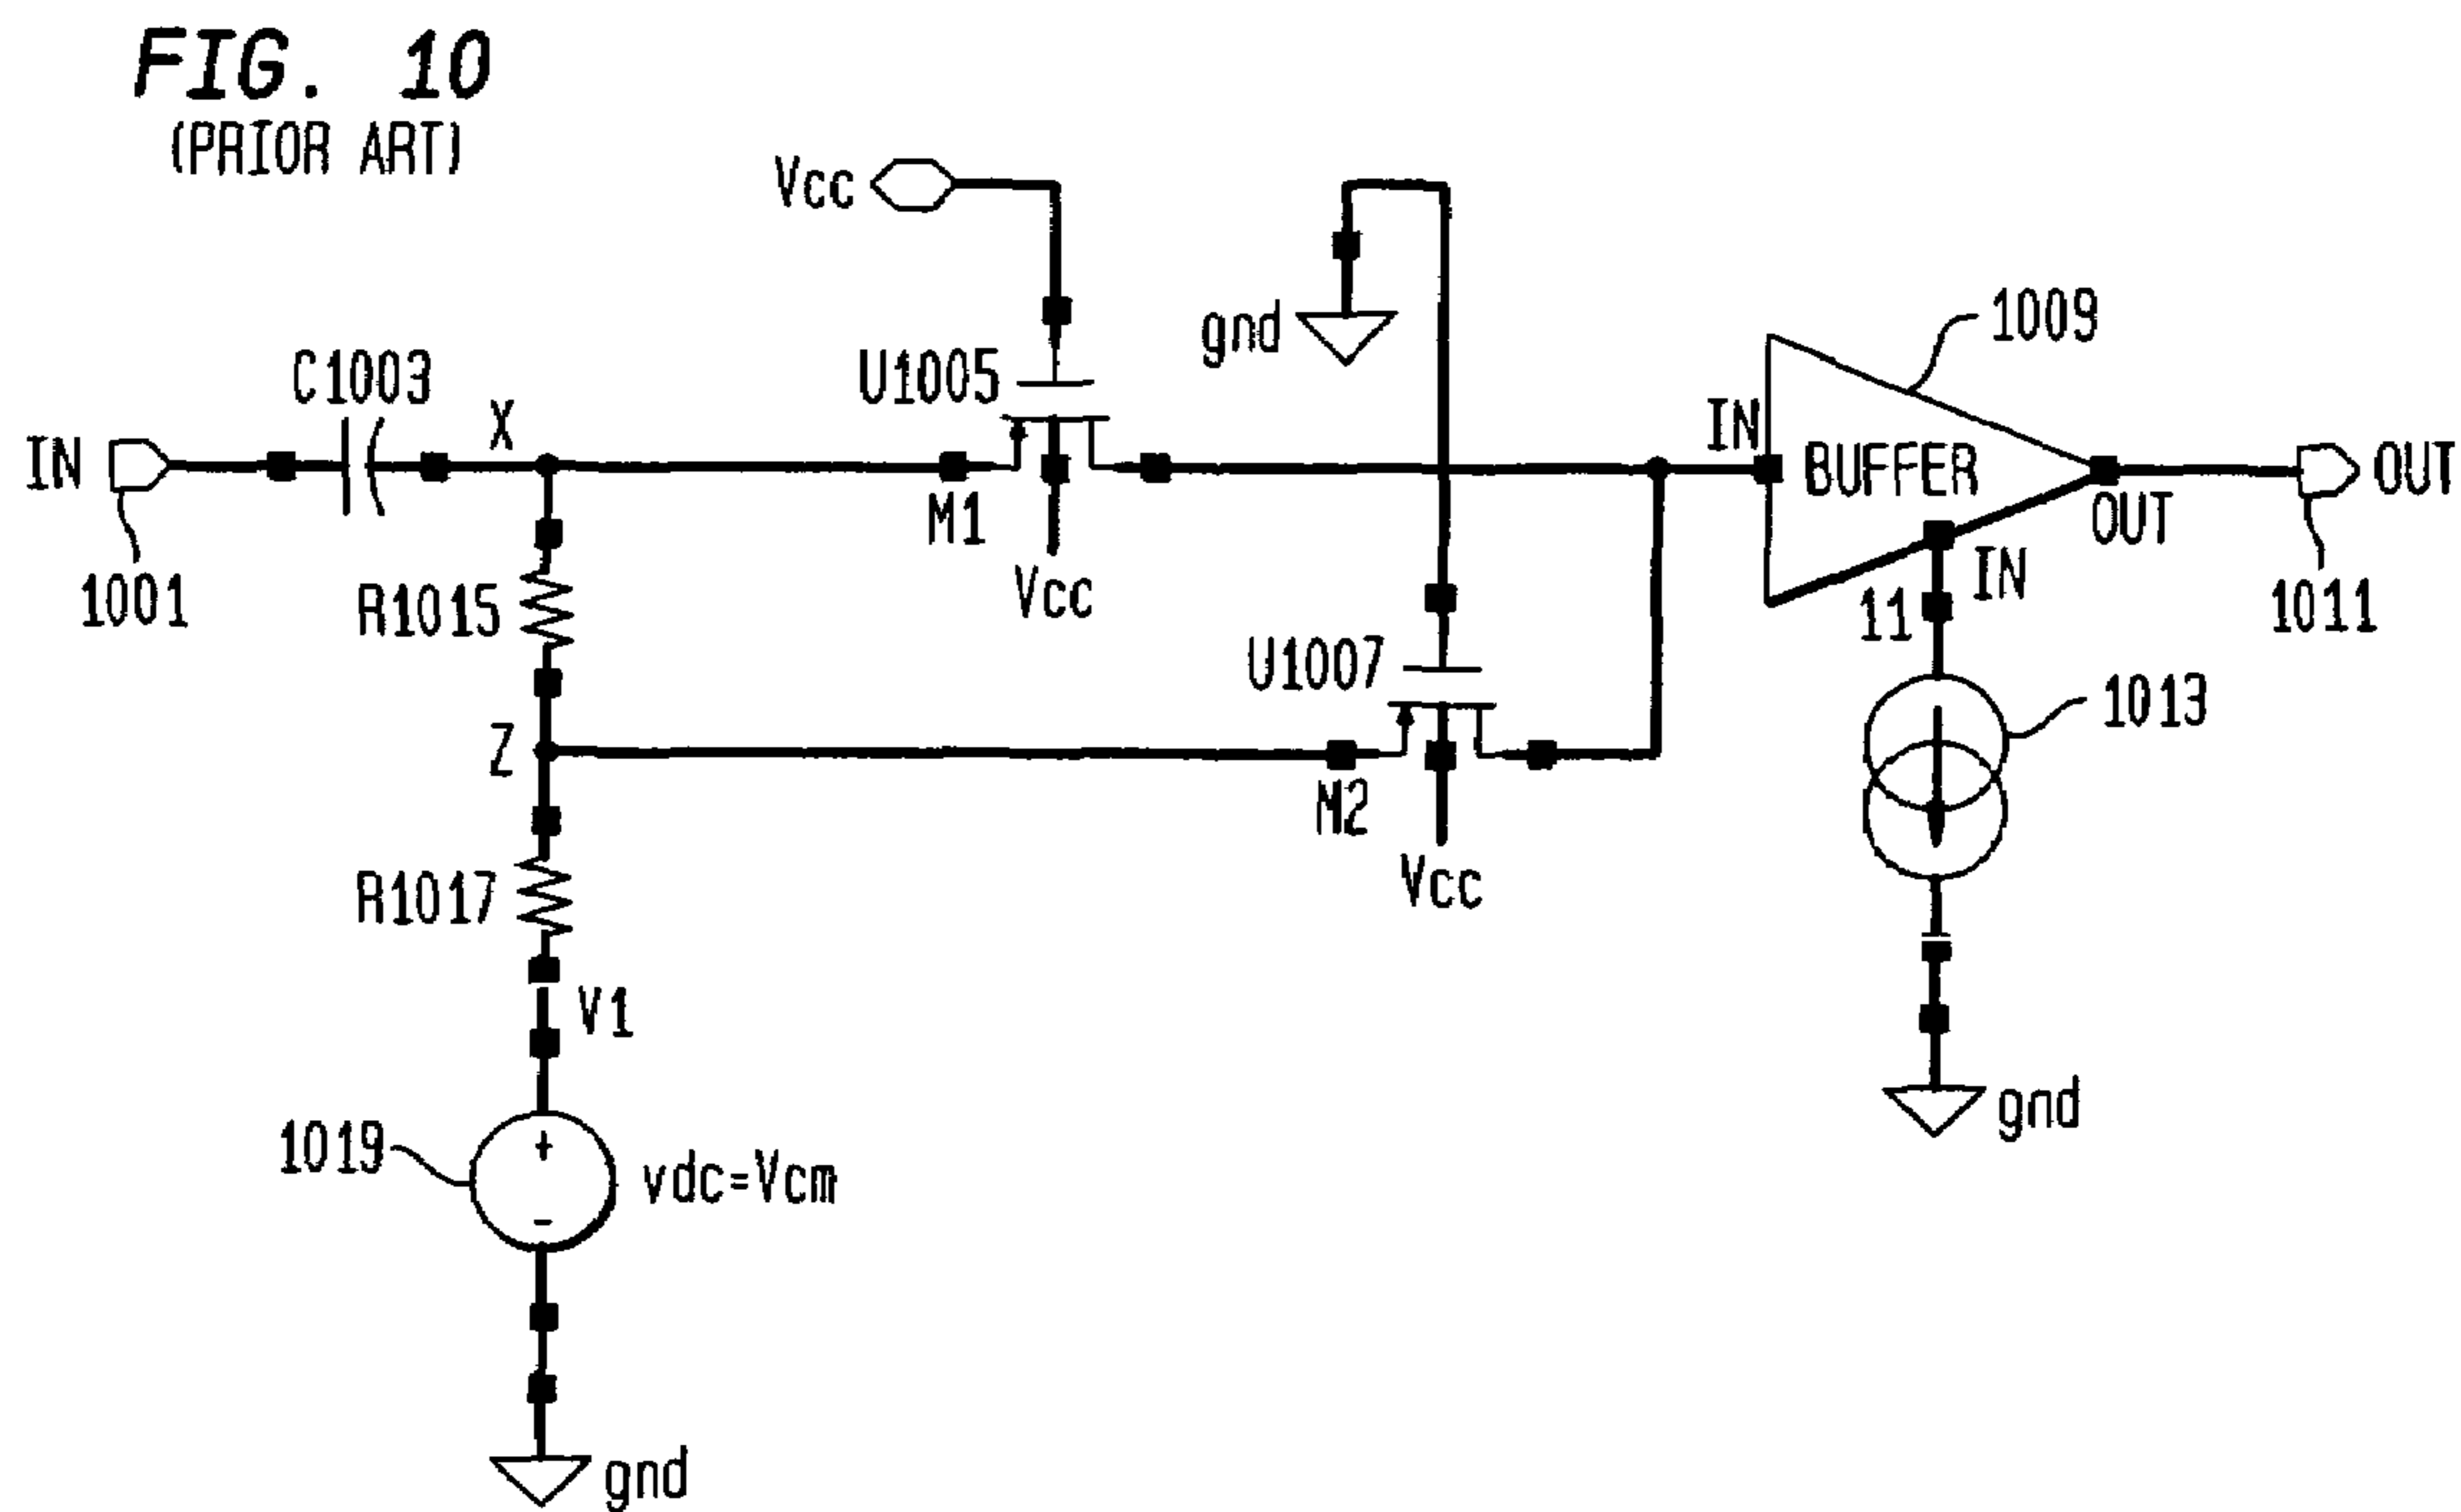 FIG. 10
(PRIOR ART)
Vcc
gnd
1009
C1003
X
U1005
IN
IN
BUFFER
OUT
OUT
M1
Vcc
1001
R1015
11
IN
1011
U1007
1013
Z
M2
Vcc
R1017
V1
1019
+
-
vdc=Vcm
gnd
gnd